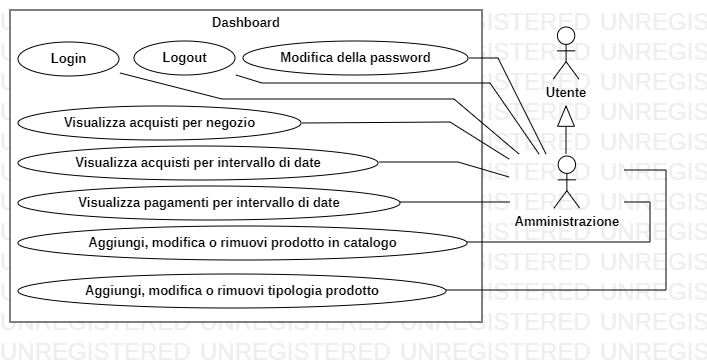 Dashboard
Login
Logout
Modifica della password
Utente
Visualizza acquisti per negozio
Visualizza acquisti per intervallo di date
Visualizza pagamenti per intervallo di date
Amministrazione
Aggiungi, modifica o rimuovi prodotto in catalogo
Aggiungi, modifica o rimuovi tipologia prodotto
UNREGISTERED UNREGISTERED